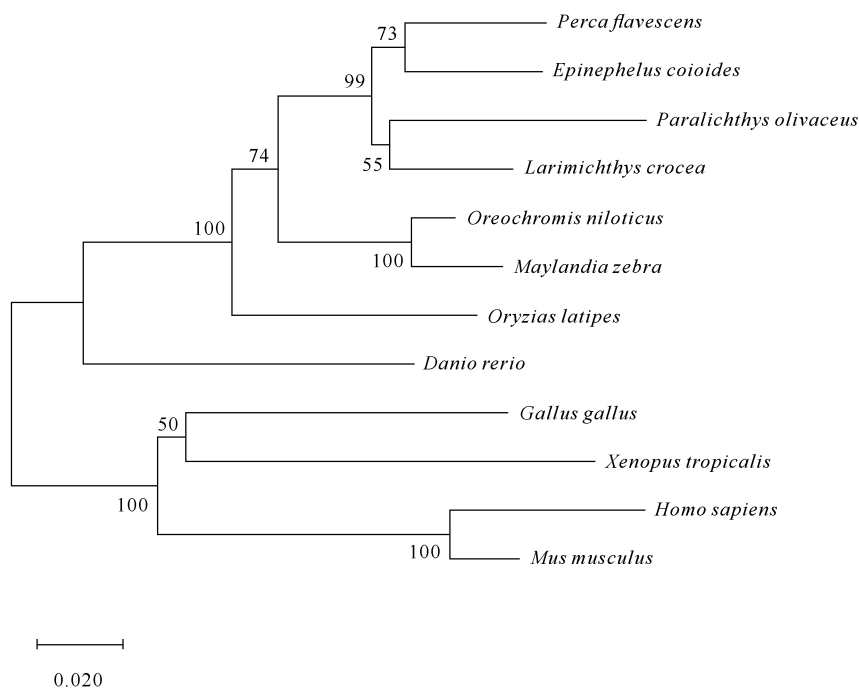 Perca flavescens
73
Epinephelus coioides
99
Paralichthys olivaceus
74
55
Larimichthys crocea
Oreochromis niloticus
100
100
Maylandia zebra
Oryzias latipes
Danio rerio
Gallus gallus
50
Xenopus tropicalis
100
Homo sapiens
100
Mus musculus
0.020